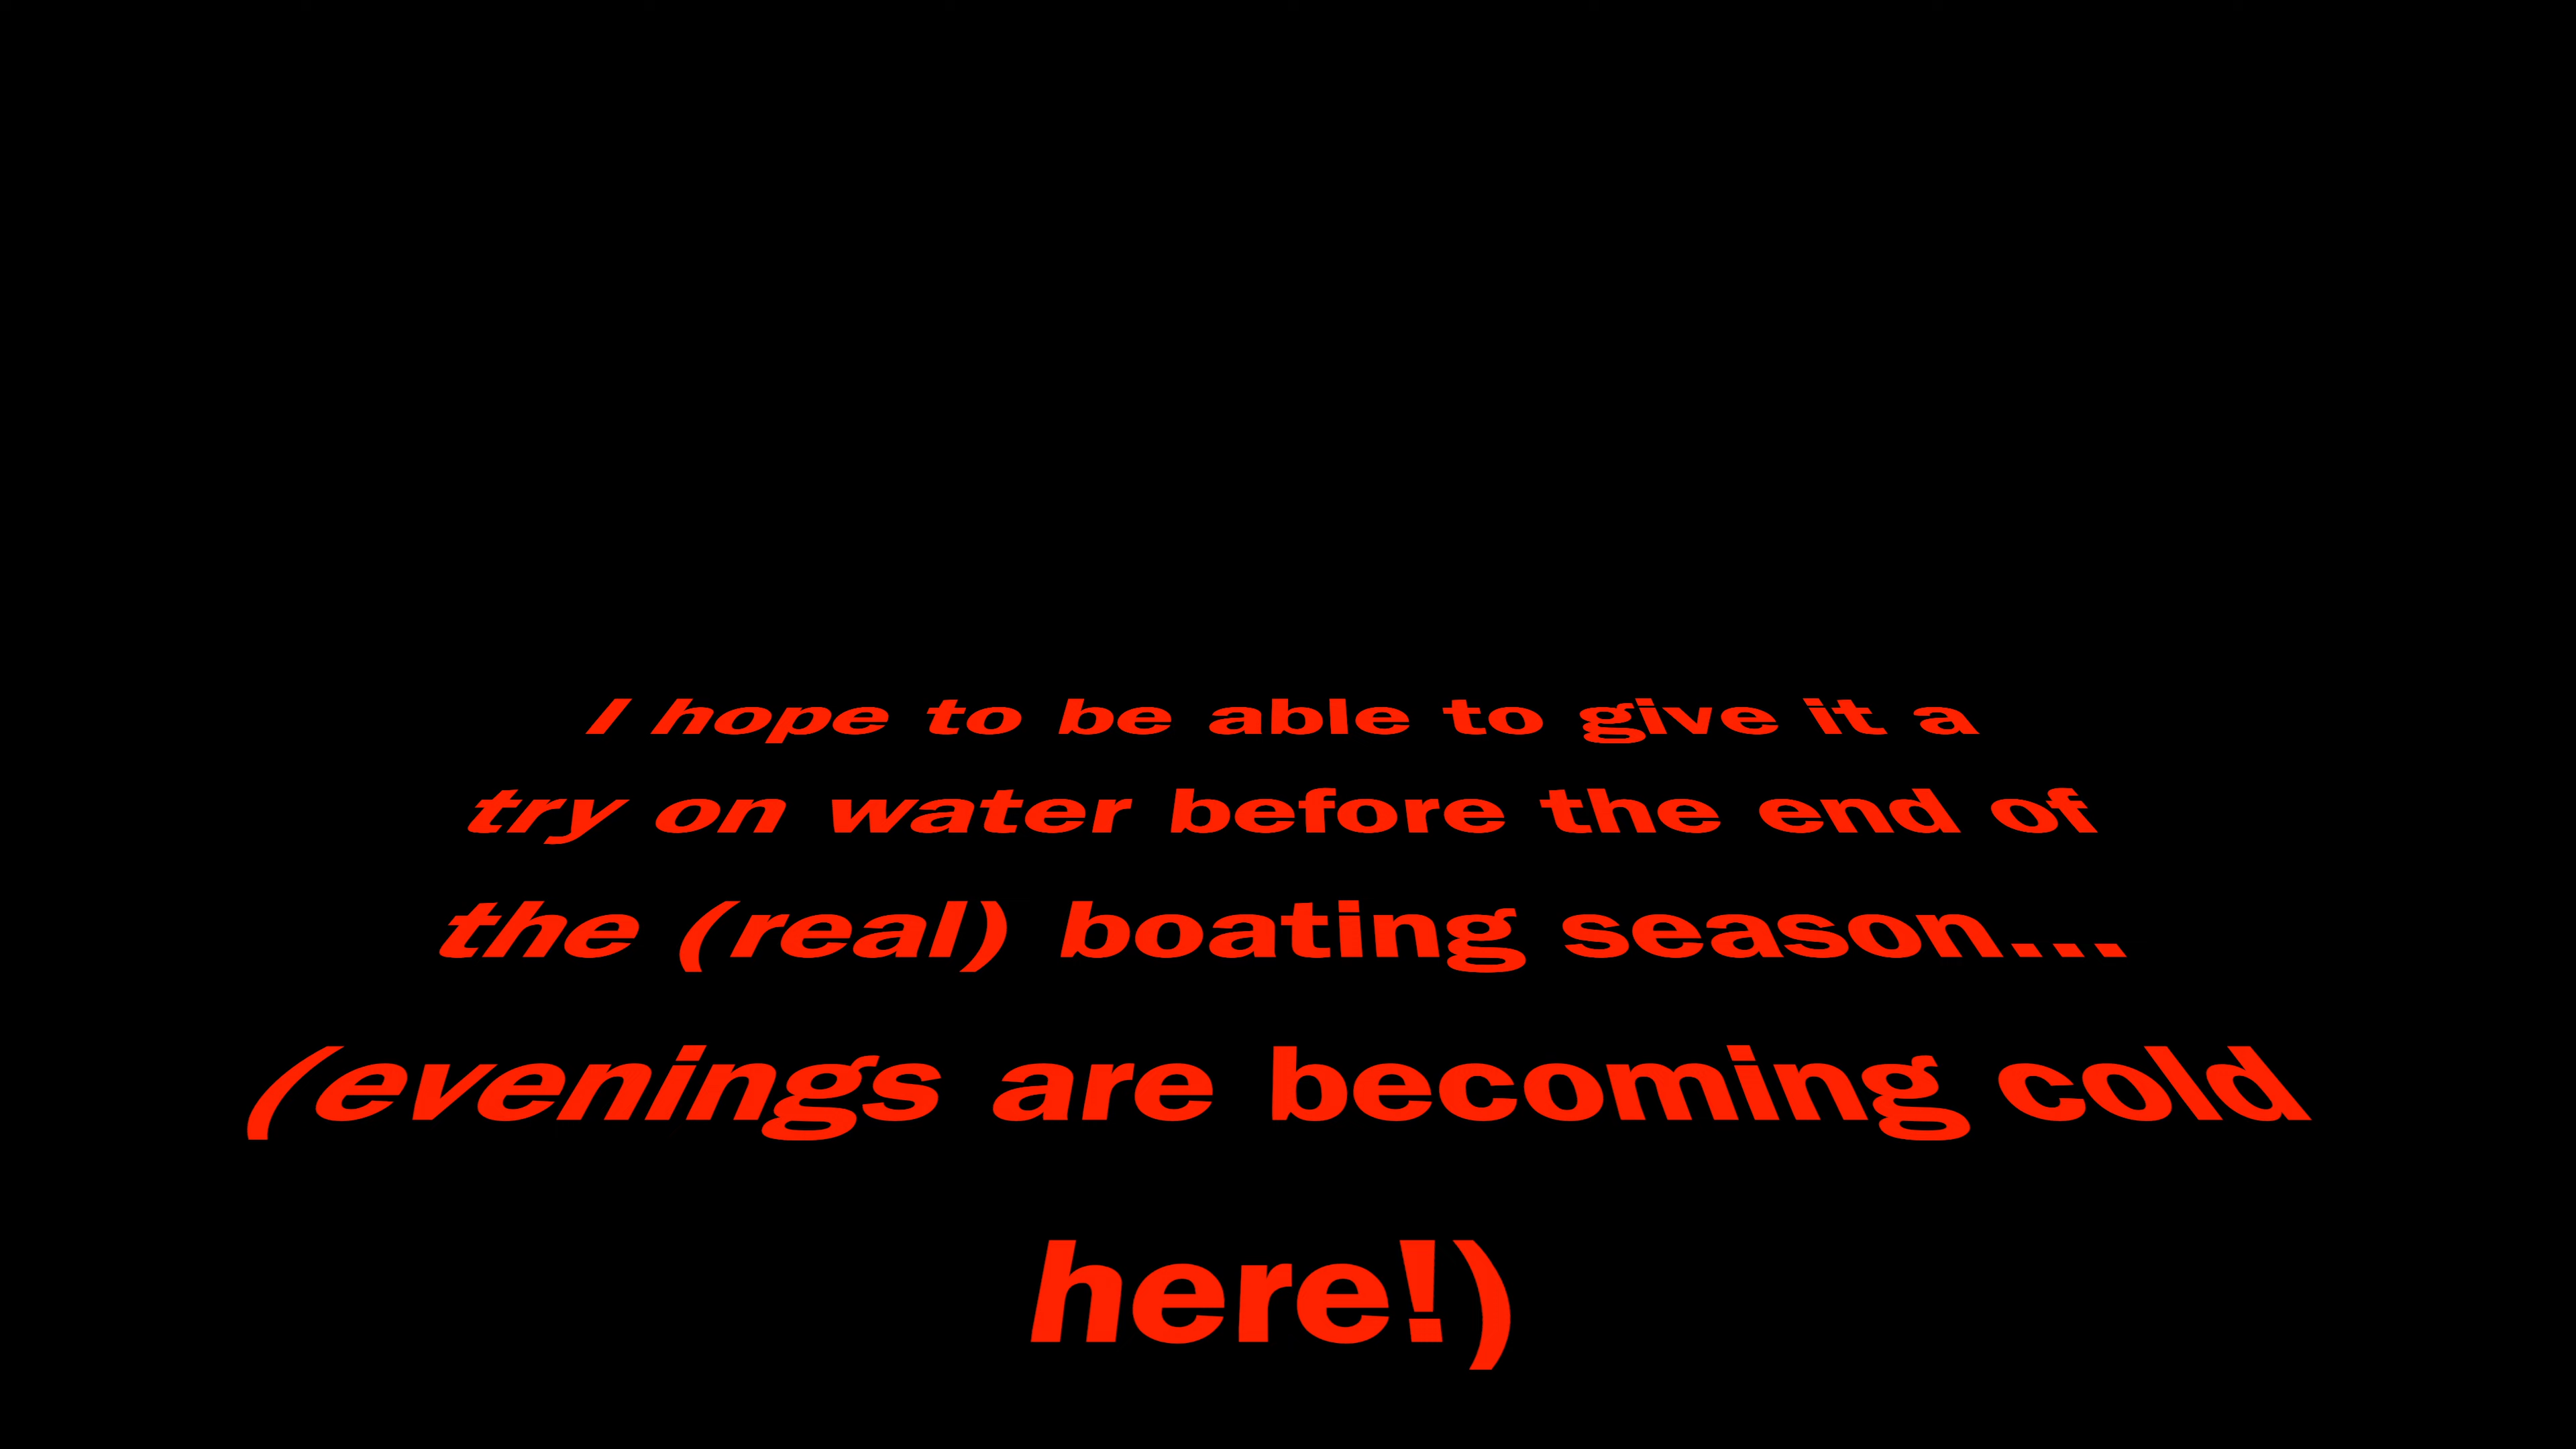 I hope to be able to give it a
try on water before the end of
the (real) boating season...
(evenings are becoming cold
here!)